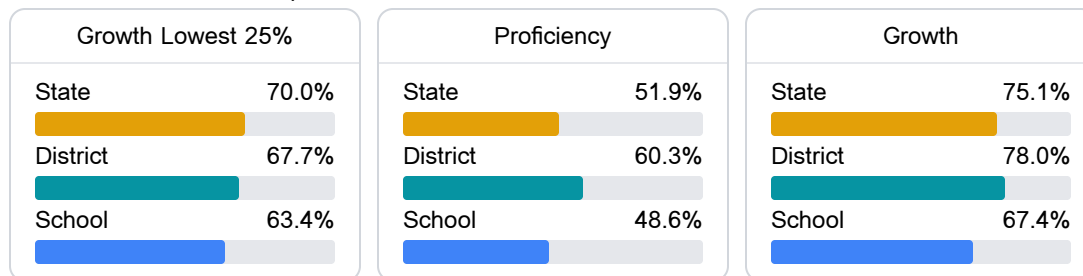 Growth Lowest 25%
State 70.0%
District 67.7%
School 63.4%
Proficiency
State 51.9%
District 60.3%
School 48.6%
Growth
State 75.1%
District 78.0%
School 67.4%